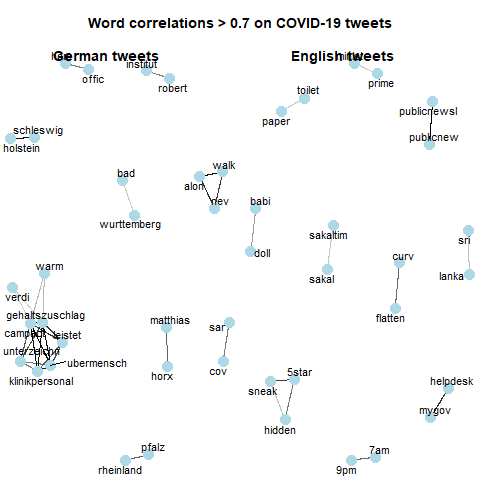 Word correlations > 0.7 on COVID-19 tweets
German tweets
English tweets
offic
institut
robert
prime
toilet
paper
publicnewsl
publicnew
schleswig
holstein
bad
wurttemberg
walk
alon
nev
babi
doll
sakaltim
sakal
curv
flatten
sri
lanka
warm
verdi
gehaltszuschlag
campact
leistet
unterzeichn
ubermensch
klinikpersonal
matthias
horx
sar
cov
sneak
5star
hidden
helpdesk
mygov
pfalz
rheinland
7am
9pm